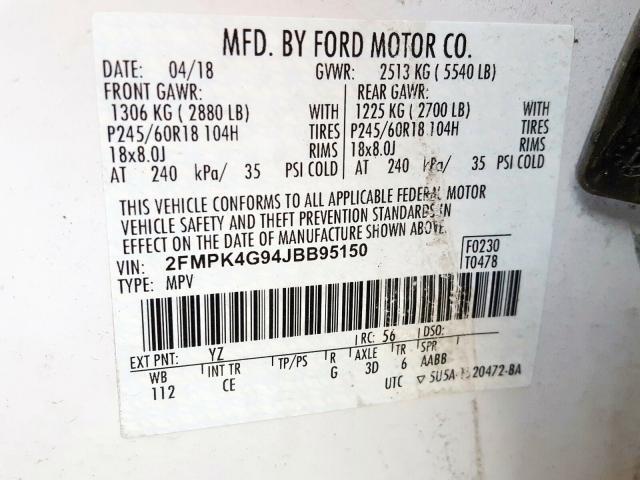 MFD. BY FORD MOTOR CO.
DATE: 04/18 GVWR: 2513 KG ( 5540 LB)
FRONT GAWR: REAR GAWR:
1306 KG ( 2880 LB) WITH 1225 KG ( 2700 LB) WITH
P245/60R18 104H TIRES P245/60R18 104H TIRES
18x8.0J RIMS 18x8.0J RIMS
AT 240 kPa/ 35 PSI COLD AT 240 kPa/ 35 PSI COLD
THIS VEHICLE CONFORMS TO ALL APPLICABLE FEDERAL MOTOR
VEHICLE SAFETY AND THEFT PREVENTION STANDARDS IN
EFFECT ON THE DATE OF MANUFACTURE SHOWN ABOVE.
VIN: 2FMPK4G94JBB95150 F0230
TYPE: MPV T0478
EXT PNT: YZ RC: 56 DSO:
WB INT TR TP/PS R AXLE TR SPR
112 CE G 3D 6 AABB
UTC ▽ 20472-BA